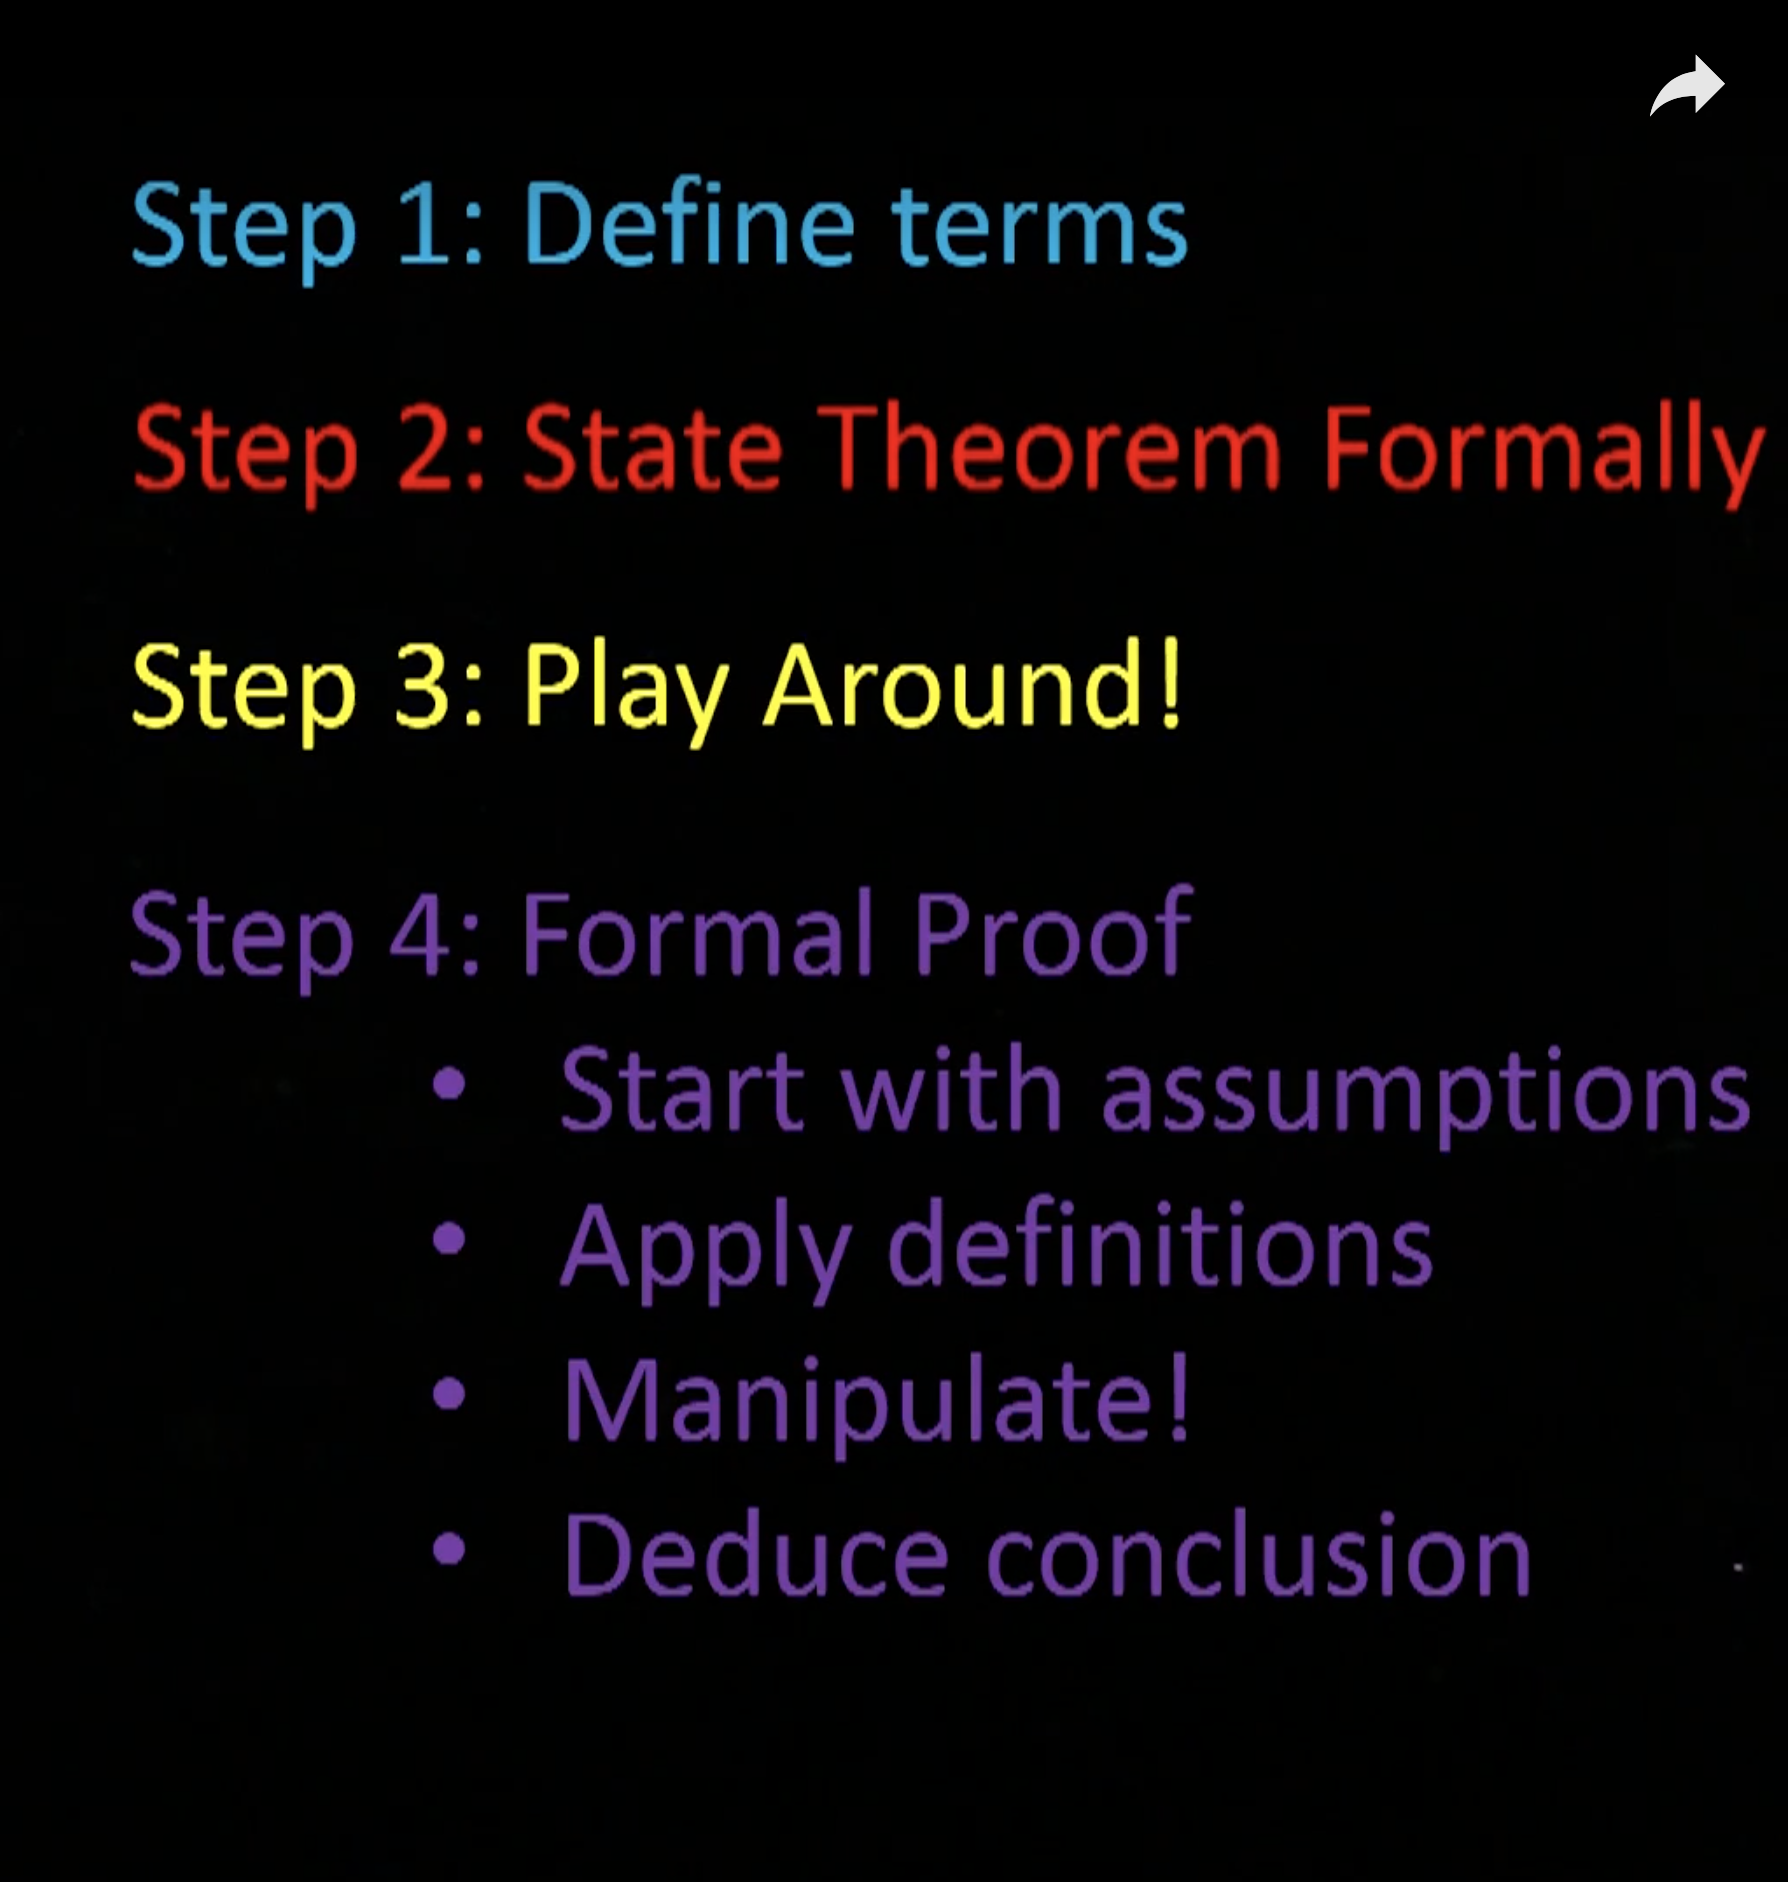 Step 1: Define terms
Step 2: State Theorem Formally
Step 3: Play Around!
Step 4: Formal Proof
• Start with assumptions
• Apply definitions
• Manipulate!
• Deduce conclusion